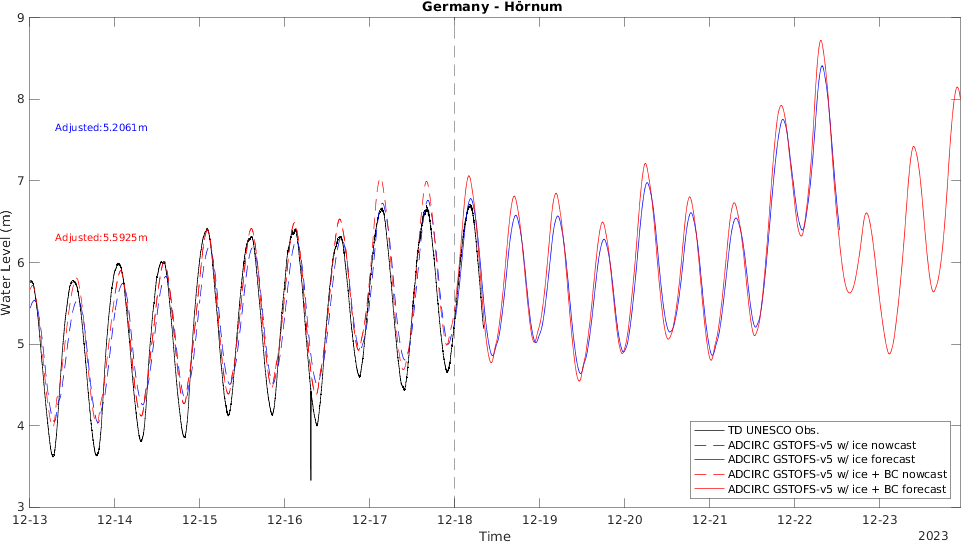 Germany - Hörnum
Water Level (m)
9
8
7
6
5
4
3
Adjusted:5.2061m
Adjusted:5.5925m
TD UNESCO Obs.
ADCIRC GSTOFS-v5 w/ ice nowcast
ADCIRC GSTOFS-v5 w/ ice forecast
ADCIRC GSTOFS-v5 w/ ice + BC nowcast
ADCIRC GSTOFS-v5 w/ ice + BC forecast
12-13 12-14 12-15 12-16 12-17 12-18 12-19 12-20 12-21 12-22 12-23
Time
2023